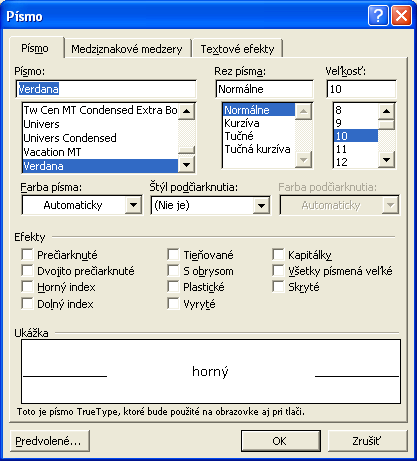 Písmo
Písmo Medziznakové medzery Textové efekty
Písmo: Rez písma: Veľkosť:
Verdana Normálne 10
Tw Cen MT Condensed Extra Bo Normálne 8
Univers Kurzíva 9
Univers Condensed Tučné 10
Vacation MT Tučná kurzíva 11
Verdana 12
Farba písma: Štýl podčiarknutia: Farba podčiarknutia:
Automaticky (Nie je) Automaticky
Efekty
Prečiarknuté Tieňované Kapitálky
Dvojito prečiarknuté S obrysom Všetky písmená veľké
Horný index Plastické Skryté
Dolný index Vyryté
Ukážka
horný
Toto je písmo TrueType, ktoré bude použité na obrazovke aj pri tlači.
Predvolené... OK Zrušiť